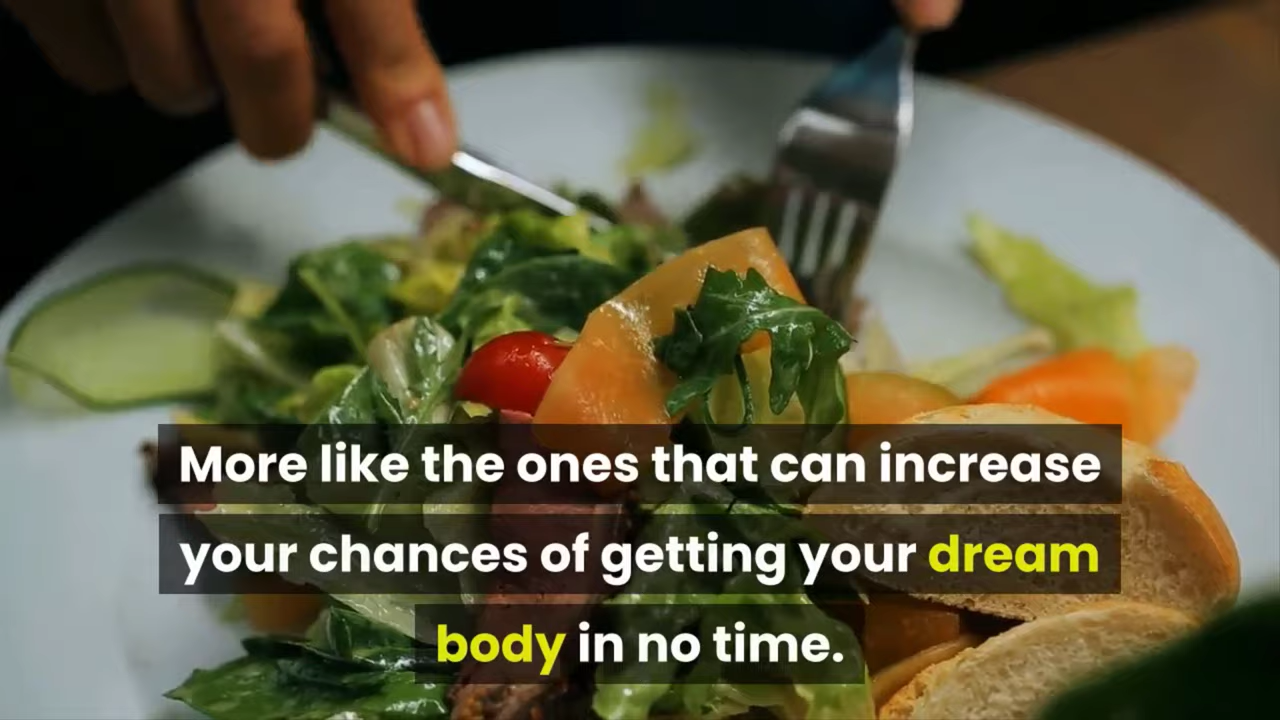 More like the ones that can increase
your chances of getting your dream
body in no time.